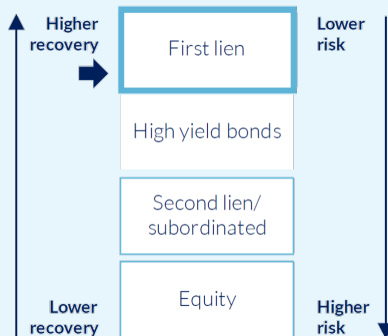 Higher
recovery
First lien
Lower
risk
High yield bonds
Second lien/
subordinated
Lower
recovery
Equity
Higher
risk